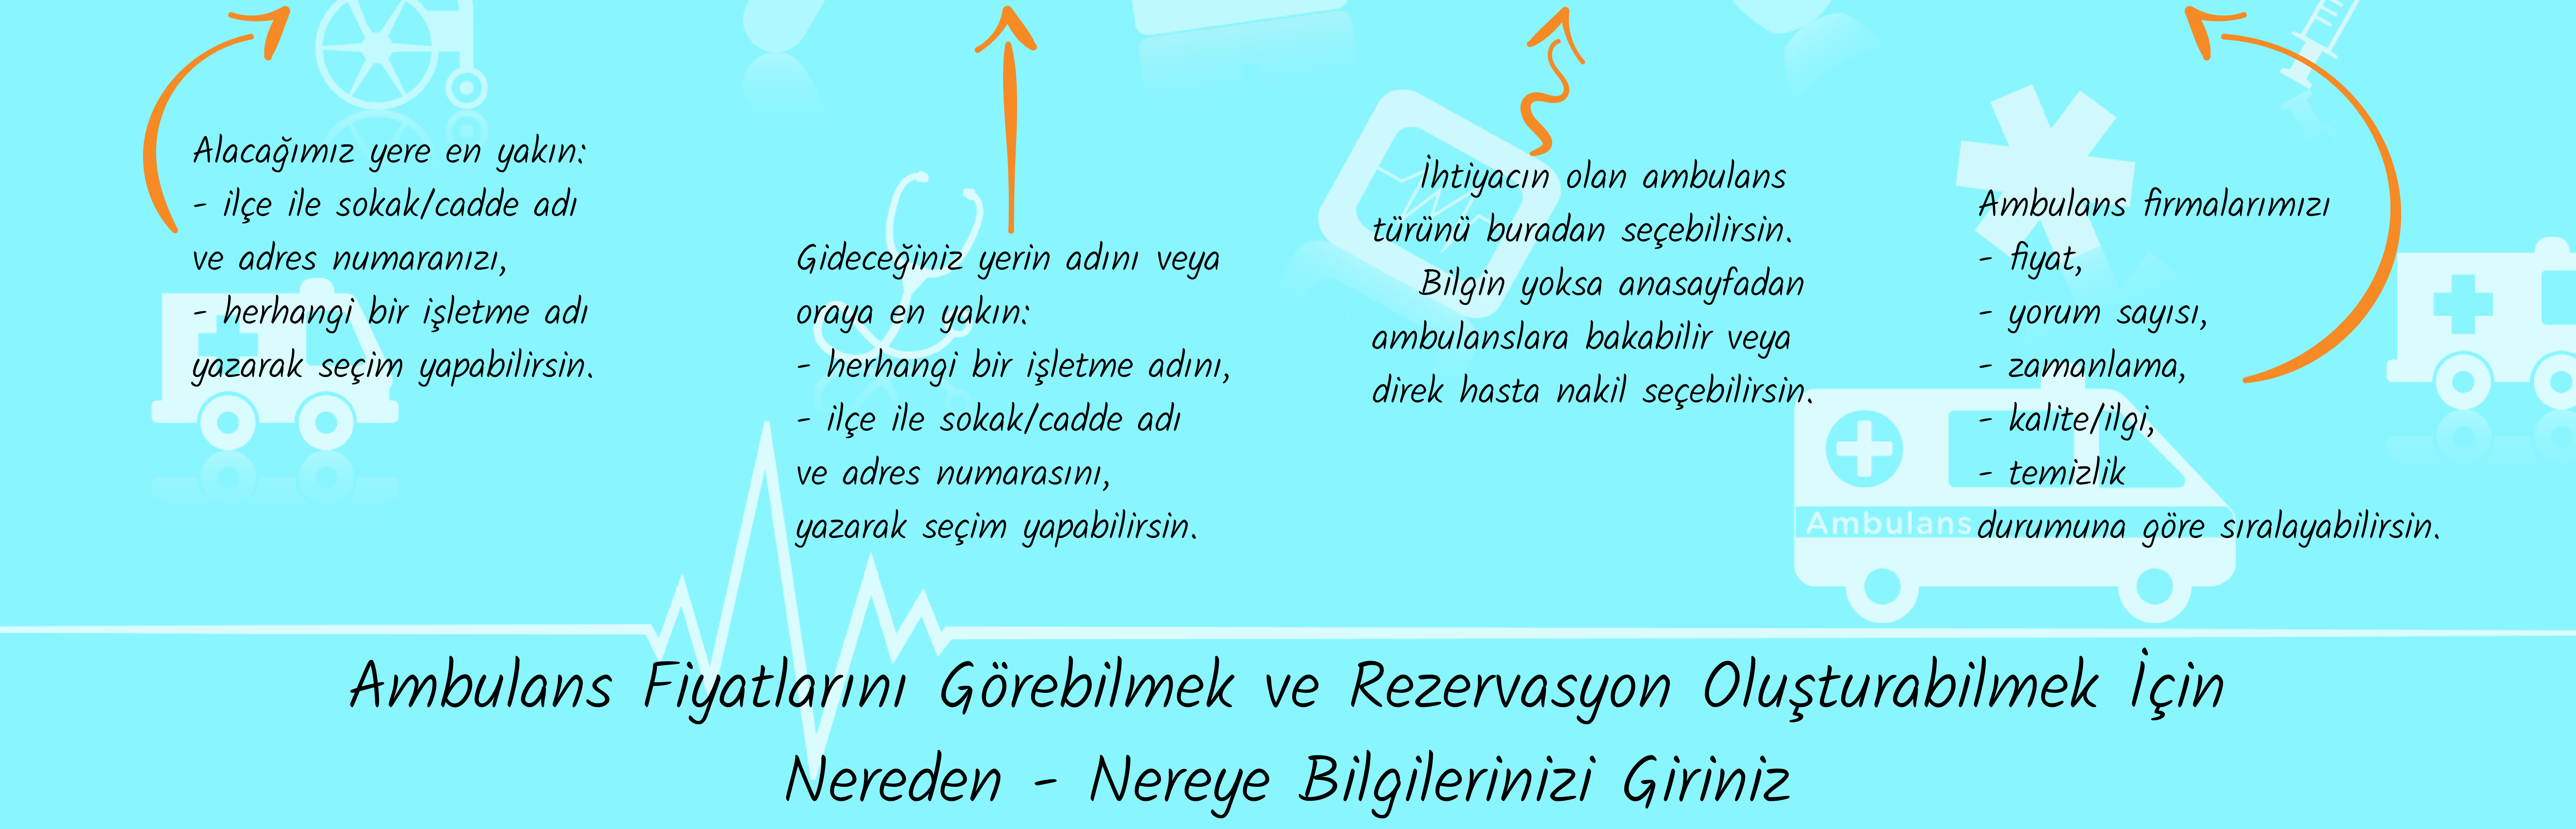 Alacağımız yere en yakın:
- ilçe ile sokak/cadde adı
ve adres numaranızı,
- herhangi bir işletme adı
yazarak seçim yapabilirsin.
Gideceğiniz yerin adını veya
oraya en yakın:
- herhangi bir işletme adını,
- ilçe ile sokak/cadde adı
ve adres numarasını,
yazarak seçim yapabilirsin.
İhtiyacın olan ambulans
türünü buradan seçebilirsin.
Bilgin yoksa anasayfadan
ambulanslara bakabilir veya
direk hasta nakil seçebilirsin.
Ambulans firmalarımızı
- fiyat,
- yorum sayısı,
- zamanlama,
- kalite/ilgi,
- temizlik
durumuna göre sıralayabilirsin.
Ambulans
Ambulans Fiyatlarını Görebilmek ve Rezervasyon Oluşturabilmek İçin
Nereden - Nereye Bilgilerinizi Giriniz